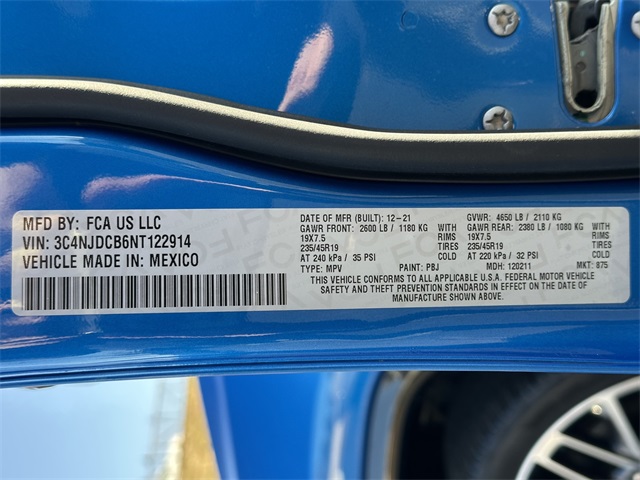 MFD BY: FCA US LLC
VIN: 3C4NJDCB6NT122914
VEHICLE MADE IN: MEXICO
DATE OF MFR (BUILT): 12-21 GVWR: 4650 LB / 2110 KG
GAWR FRONT: 2600 LB / 1180 KG WITH GAWR REAR: 2380 LB / 1080 KG WITH
19X7.5 TIRES 19X7.5 TIRES
235/45R19 RIMS 235/45R19 RIMS
AT 240 kPa / 35 PSI COLD AT 220 kPa / 32 PSI COLD
TYPE: MPV PAINT: PBJ MDH: 120211 MKT: 875
THIS VEHICLE CONFORMS TO ALL APPLICABLE U.S.A. FEDERAL MOTOR VEHICLE
SAFETY AND THEFT PREVENTION STANDARDS IN EFFECT ON THE DATE OF
MANUFACTURE SHOWN ABOVE.